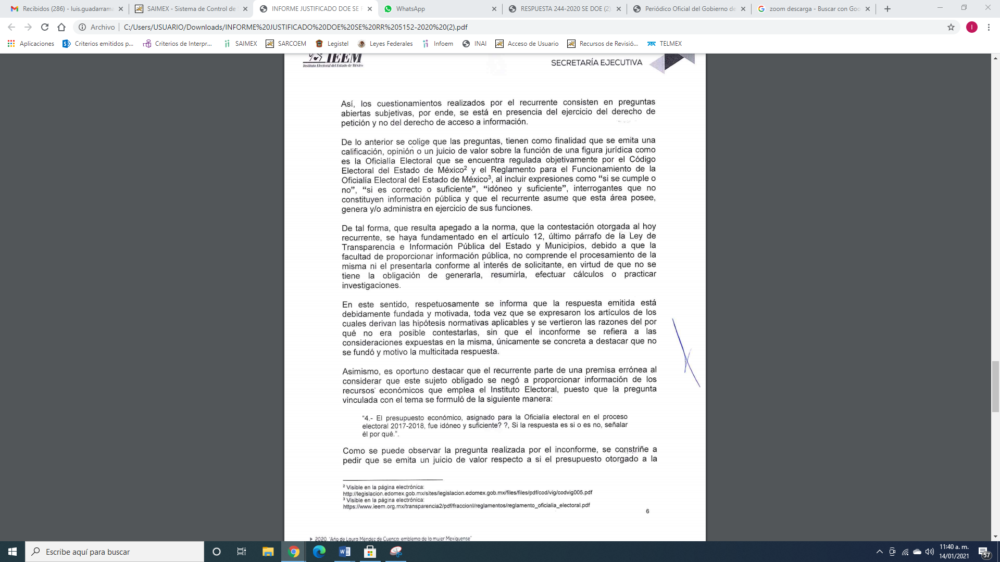 Recibidos (286) - luis.guadarrama
SAIMEX - Sistema de Control de
INFORME JUSTIFICADO DOE SE R
WhatsApp
RESPUESTA 244-2020 SE DOE (2)
Periódico Oficial del Gobierno de
zoom descarga - Buscar con Goo
Archivo
C:/Users/USUARIO/Downloads/INFORME%20JUSTIFICADO%20DOE%20SE%20RR%205152-2020%20(2).pdf
I
Aplicaciones
Criterios emitidos p...
Criterios de Interpr...
SAIMEX
SARCOEM
Legistel
Leyes Federales
Infoem
INAI
Acceso de Usuario
Recursos de Revisió...
TELMEX
IEEM
Instituto Electoral del Estado de México
SECRETARÍA EJECUTIVA
Así, los cuestionamientos realizados por el recurrente consisten en preguntas
abiertas subjetivas, por ende, se está en presencia del ejercicio del derecho de
petición y no del derecho de acceso a información.
De lo anterior se colige que las preguntas, tienen como finalidad que se emita una
calificación, opinión o un juicio de valor sobre la función de una figura jurídica como
es la Oficialía Electoral que se encuentra regulada objetivamente por el Código
Electoral del Estado de México² y el Reglamento para el Funcionamiento de la
Oficialía Electoral del Estado de México³, al incluir expresiones como “si se cumple o
no”, “si es correcto o suficiente”, “idóneo y suficiente”, interrogantes que no
constituyen información pública y que el recurrente asume que esta área posee,
genera y/o administra en ejercicio de sus funciones.
De tal forma, que resulta apegado a la norma, que la contestación otorgada al hoy
recurrente, se haya fundamentado en el artículo 12, último párrafo de la Ley de
Transparencia e Información Pública del Estado y Municipios, debido a que la
facultad de proporcionar información pública, no comprende el procesamiento de la
misma ni el presentarla conforme al interés de solicitante, en virtud de que no se
tiene la obligación de generarla, resumirla, efectuar cálculos o practicar
investigaciones.
En este sentido, respetuosamente se informa que la respuesta emitida está
debidamente fundada y motivada, toda vez que se expresaron los artículos de los
cuales derivan las hipótesis normativas aplicables y se vertieron las razones del por
qué no era posible contestarlas, sin que el inconforme se refiera a las
consideraciones expuestas en la misma, únicamente se concreta a destacar que no
se fundó y motivo la multicitada respuesta.
Asimismo, es oportuno destacar que el recurrente parte de una premisa errónea al
considerar que este sujeto obligado se negó a proporcionar información de los
recursos económicos que emplea el Instituto Electoral, puesto que la pregunta
vinculada con el tema se formuló de la siguiente manera:
“4.- El presupuesto económico, asignado para la Oficialía electoral en el proceso
electoral 2017-2018, fue idóneo y suficiente? ?, Si la respuesta es si o es no, señalar
él por qué.”.
Como se puede observar la pregunta realizada por el inconforme, se constriñe a
pedir que se emita un juicio de valor respecto a si el presupuesto otorgado a la
² Visible en la página electrónica:
http://legislacion.edomex.gob.mx/sites/legislacion.edomex.gob.mx/files/files/pdf/cod/vig/codvig005.pdf
³ Visible en la página electrónica:
https://www.ieem.org.mx/transparencia2/pdf/fraccionI/reglamentos/reglamento_oficialia_electoral.pdf
6
2020. “Año de Laura Méndez de Cuenca: emblema de la mujer Mexiquense”
Escribe aquí para buscar
11:40 a. m.
14/01/2021
57